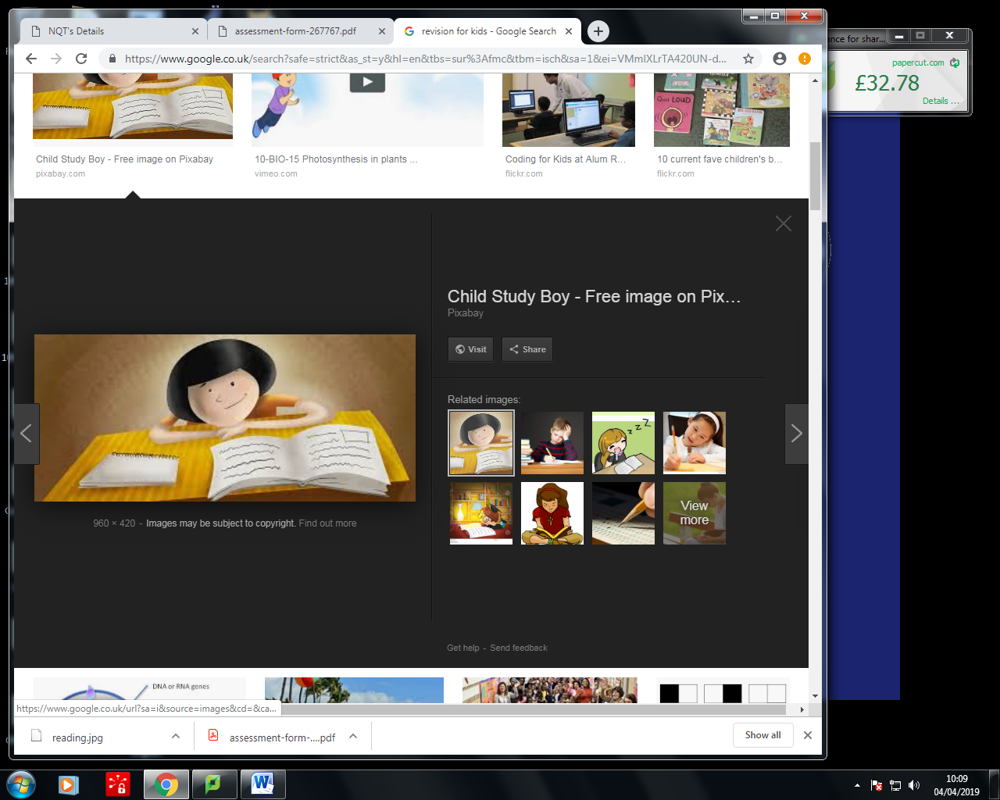 NQT's Details
assessment-form-267767.pdf
revision for kids - Google Search
https://www.google.co.uk/search?safe=strict&as_st=y&hl=en&tbs=sur%3Afmc&tbm=isch&sa=1&ei=VMmIXLrTA420UN-d...
ance for shar...
papercut.com
£32.78
Details ...
Quiet LOUD
Child Study Boy - Free image on Pixabay
pixabay.com
10-BIO-15 Photosynthesis in plants ...
vimeo.com
Coding for Kids at Alum R...
flickr.com
10 current fave children's b...
flickr.com
Child Study Boy - Free image on Pix...
Pixabay
Visit
Share
Related images:
z z Z
View
more
960 × 420 - Images may be subject to copyright. Find out more
Get help - Send feedback
DNA or RNA genes
https://www.google.co.uk/url?sa=i&source=images&cd=&ca...
reading.jpg
assessment-form-....pdf
Show all
W
10:09
04/04/2019